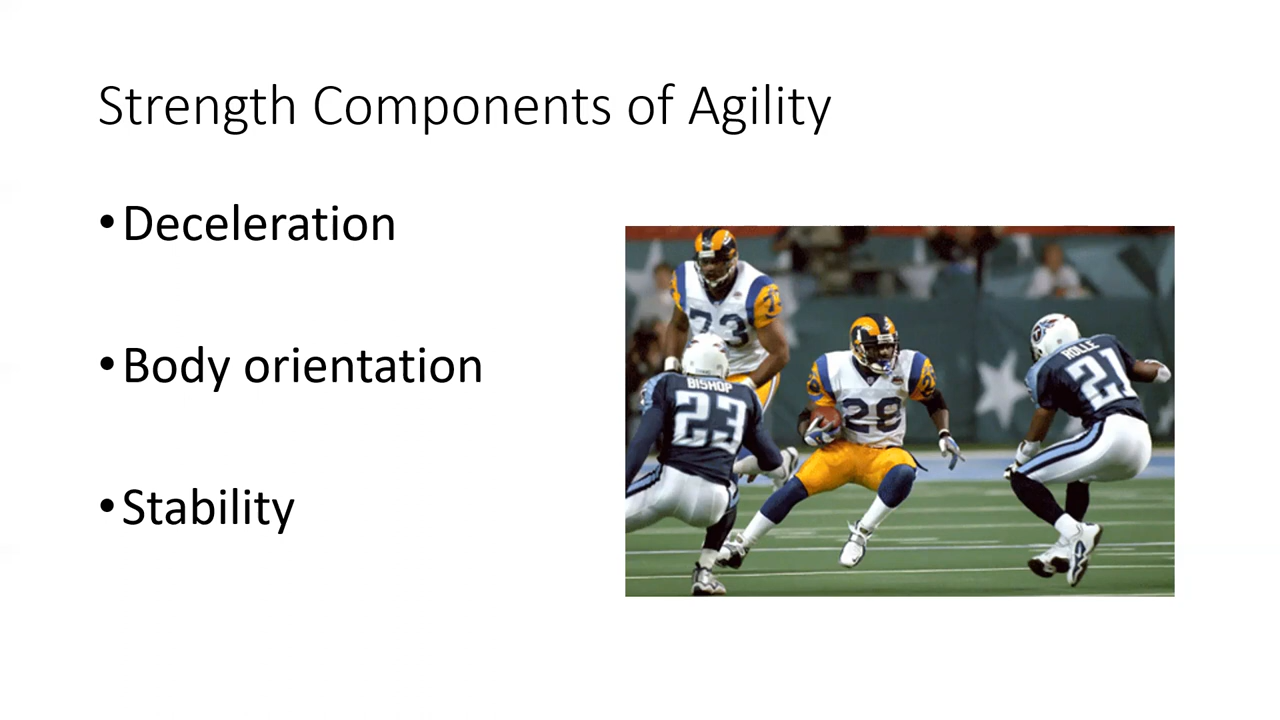 Strength Components of Agility
•Deceleration
•Body orientation
•Stability
73
BISHOP
23
28
ROLLE
21